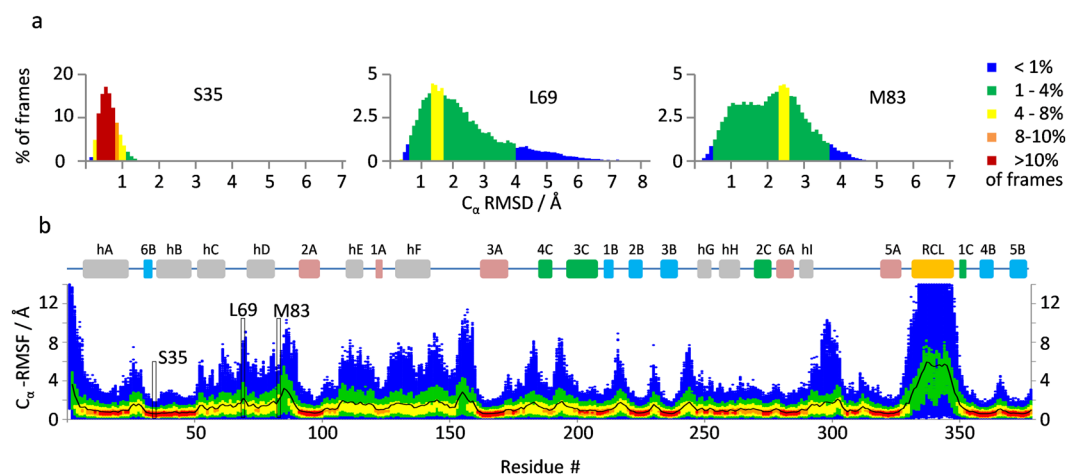 a
% of frames
20
10
0
S35
1 2 3 4 5 6 7
5
2.5
0
L69
1 2 3 4 5 6 7 8
5
2.5
0
M83
1 2 3 4 5 6 7
Cα RMSD / Å
< 1%
1 - 4%
4 - 8%
8-10%
>10%
of frames
b
hA 6B hB hC hD 2A hE 1A hF 3A 4C 3C 1B 2B 3B hG hH 2C 6A hI 5A RCL 1C 4B 5B
Cα -RMSF / Å
12
8
4
0
S35
L69
M83
12
8
4
0
50 100 150 200 250 300 350
Residue #